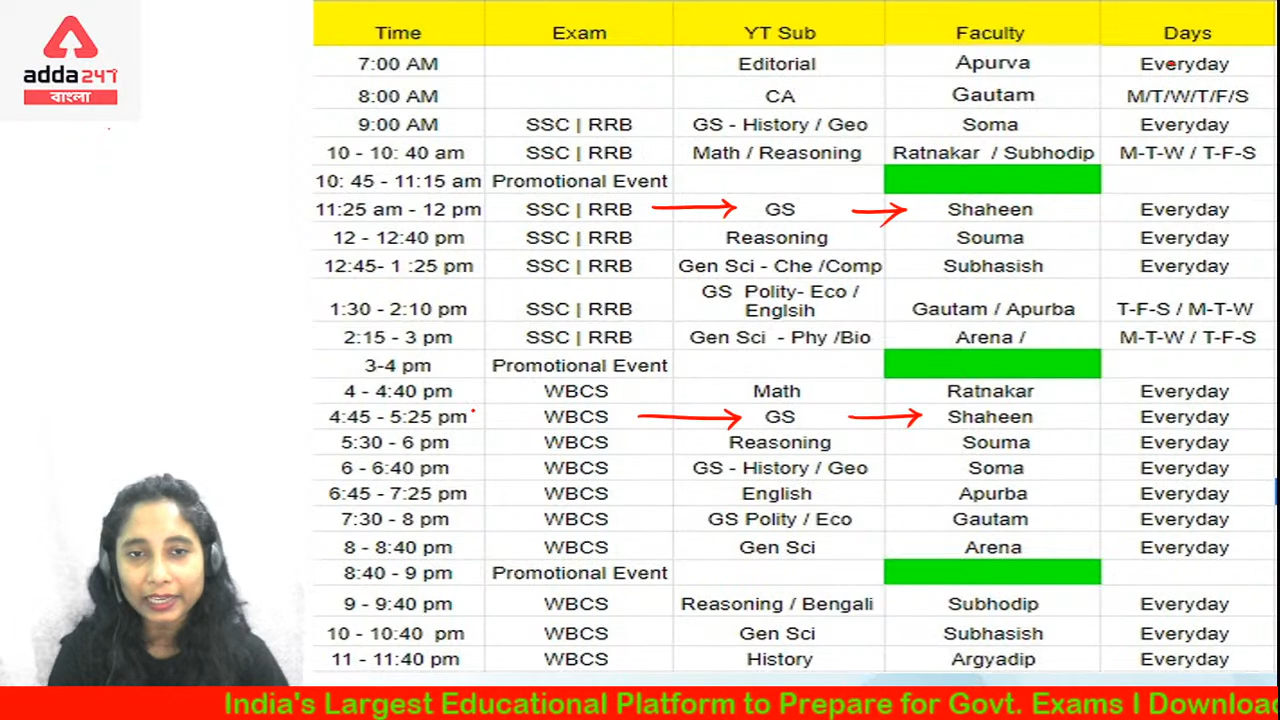 adda247
বাংলা
Time Exam YT Sub Faculty Days
7:00 AM Editorial Apurva Everyday
8:00 AM CA Gautam M/T/W/T/F/S
9:00 AM SSC | RRB GS - History / Geo Soma Everyday
10 - 10: 40 am SSC | RRB Math / Reasoning Ratnakar / Subhodip M-T-W / T-F-S
10: 45 - 11:15 am Promotional Event
11:25 am - 12 pm SSC | RRB GS Shaheen Everyday
12 - 12:40 pm SSC | RRB Reasoning Souma Everyday
12:45- 1 :25 pm SSC | RRB Gen Sci - Che /Comp Subhasish Everyday
GS Polity- Eco /
1:30 - 2:10 pm SSC | RRB Englsih Gautam / Apurba T-F-S / M-T-W
2:15 - 3 pm SSC | RRB Gen Sci - Phy /Bio Arena / M-T-W / T-F-S
3-4 pm Promotional Event
4 - 4:40 pm WBCS Math Ratnakar Everyday
4:45 - 5:25 pm WBCS GS Shaheen Everyday
5:30 - 6 pm WBCS Reasoning Souma Everyday
6 - 6:40 pm WBCS GS - History / Geo Soma Everyday
6:45 - 7:25 pm WBCS English Apurba Everyday
7:30 - 8 pm WBCS GS Polity / Eco Gautam Everyday
8 - 8:40 pm WBCS Gen Sci Arena Everyday
8:40 - 9 pm Promotional Event
9 - 9:40 pm WBCS Reasoning / Bengali Subhodip Everyday
10 - 10:40 pm WBCS Gen Sci Subhasish Everyday
11 - 11:40 pm WBCS History Argyadip Everyday
India's Largest Educational Platform to Prepare for Govt. Exams I Download